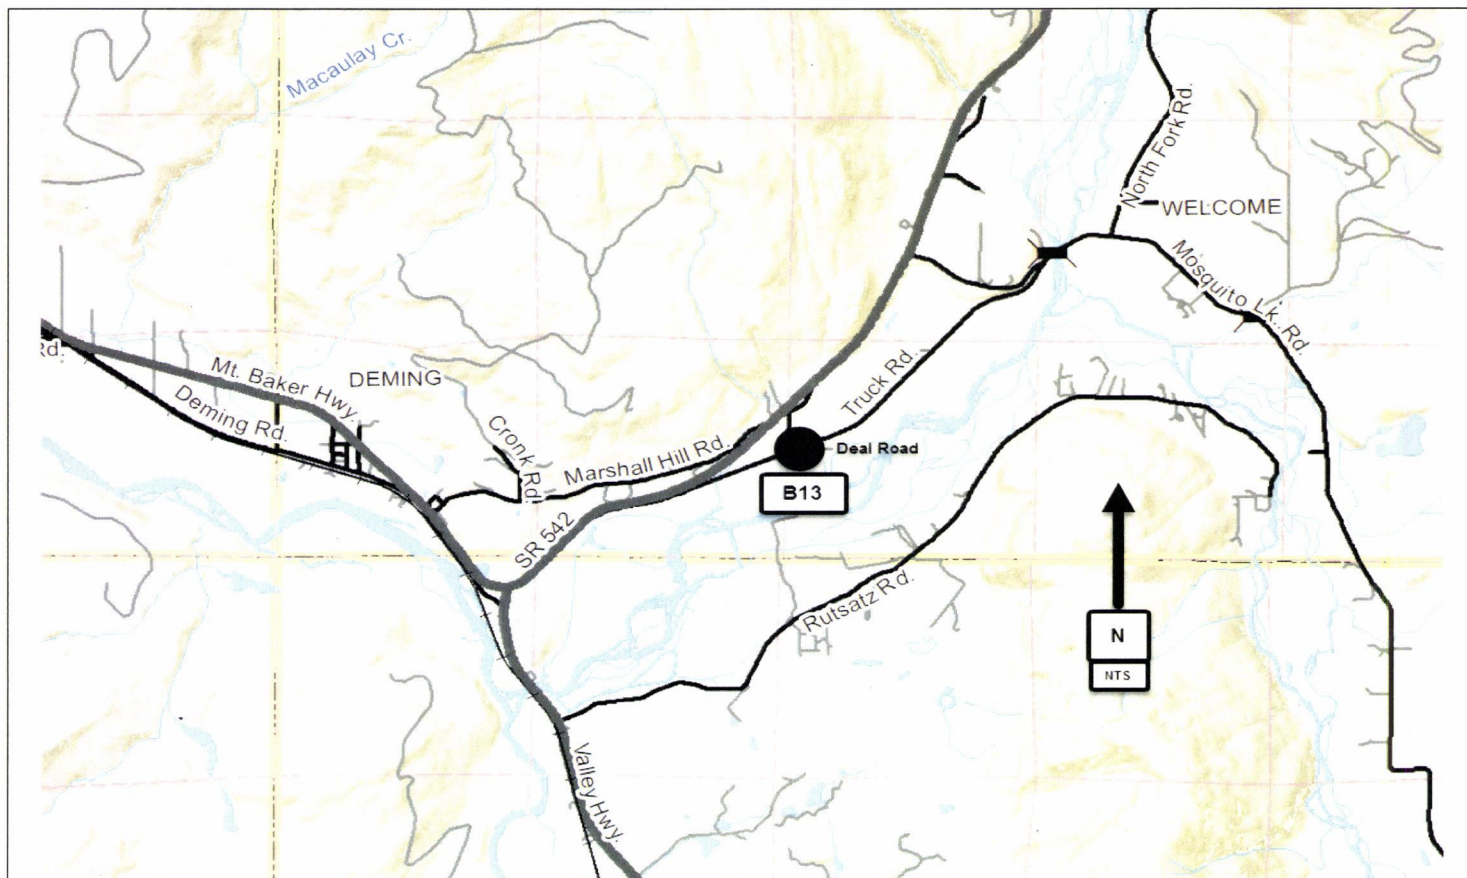 Macaulay Cr.
North Fork Rd.
WELCOME
Mosquito Lk. Rd.
Rd.
Mt. Baker Hwy.
DEMING
Deming Rd.
Cronk Rd.
Marshall Hill Rd.
Truck Rd.
Deal Road
B13
SR 542
Rutsatz Rd.
N
NTS
Valley Hwy.